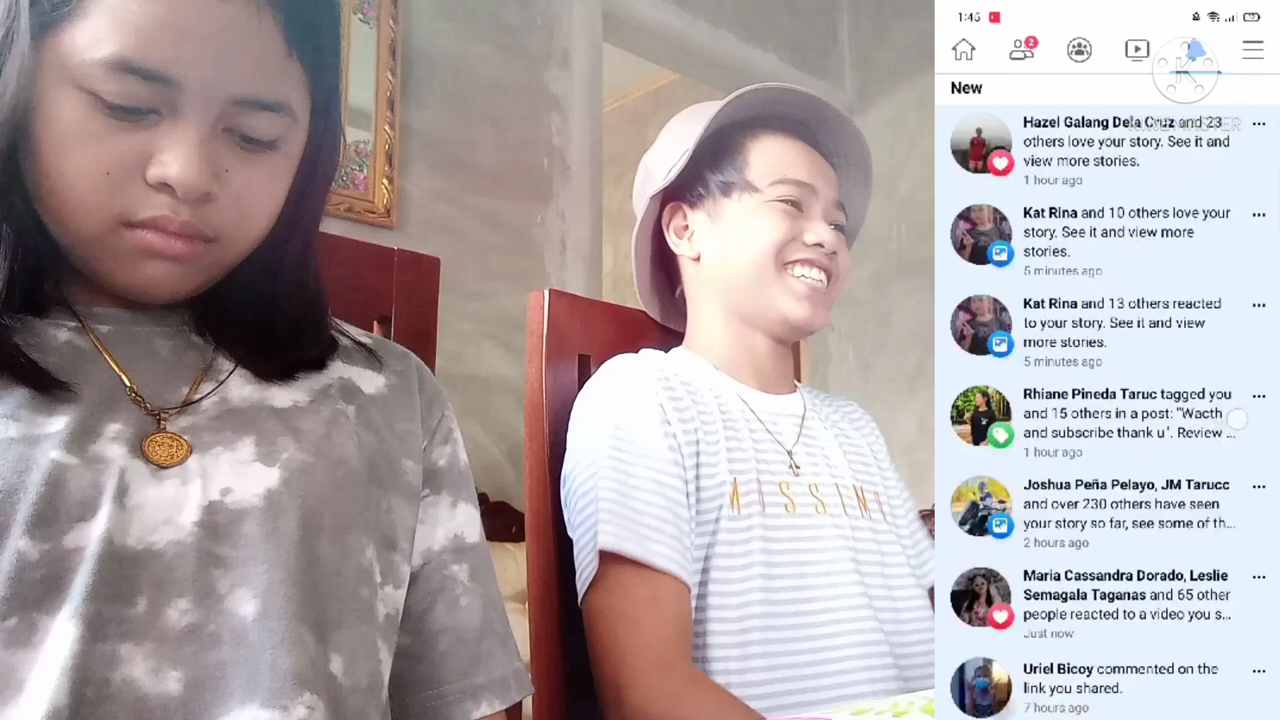 1:45
2
New
Hazel Galang Dela Cruz and 23
others love your story. See it and
view more stories.
1 hour ago
Kat Rina and 10 others love your
story. See it and view more
stories.
5 minutes ago
Kat Rina and 13 others reacted
to your story. See it and view
more stories.
5 minutes ago
Rhiane Pineda Taruc tagged you
and 15 others in a post: "Wacth
and subscribe thank u". Review ...
1 hour ago
Joshua Peña Pelayo, JM Tarucc
and over 230 others have seen
your story so far, see some of th...
2 hours ago
Maria Cassandra Dorado, Leslie
Semagala Taganas and 65 other
people reacted to a video you s...
Just now
Uriel Bicoy commented on the
link you shared.
7 hours ago
MASSIMO